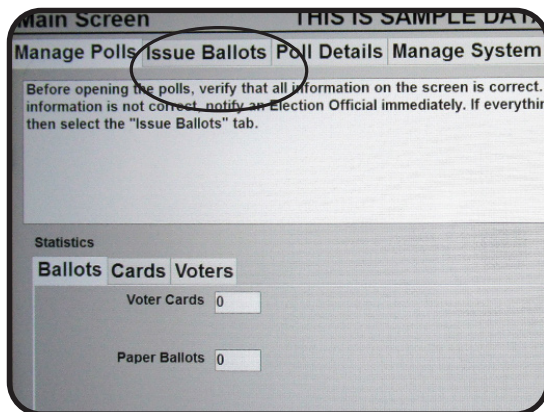 Main Screen THIS IS SAMPLE DATA
Manage Polls Issue Ballots Poll Details Manage System
Before opening the polls, verify that all information on the screen is correct.
information is not correct, notify an Election Official immediately. If everything
then select the "Issue Ballots" tab.
Statistics
Ballots Cards Voters
Voter Cards 0
Paper Ballots 0